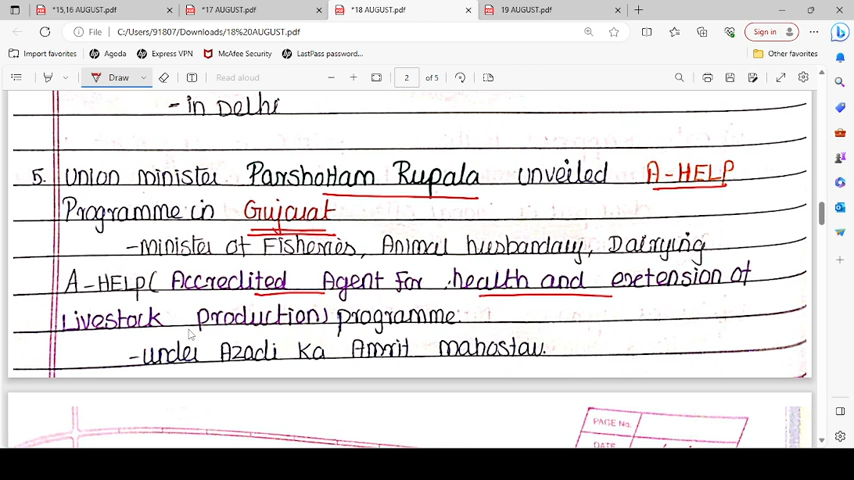 *15,16 AUGUST.pdf
*17 AUGUST.pdf
*18 AUGUST.pdf
19 AUGUST.pdf
File C:/Users/91807/Downloads/18%20AUGUST.pdf
Sign in
Import favorites Agoda Express VPN McAfee Security LastPass password... Other favorites
Draw Read aloud 2 of 5
- in Delhi
5. Union minister Parshottam Rupala unveiled A-HELP
Programme in Gujarat
- minister of Fisheries, Animal husbandary, Dairying
A-HELP( Accredited Agent for health and extension of
Livestock production) programme.
- under Azadi Ka Amrit mahostav.
PAGE No.
DATE